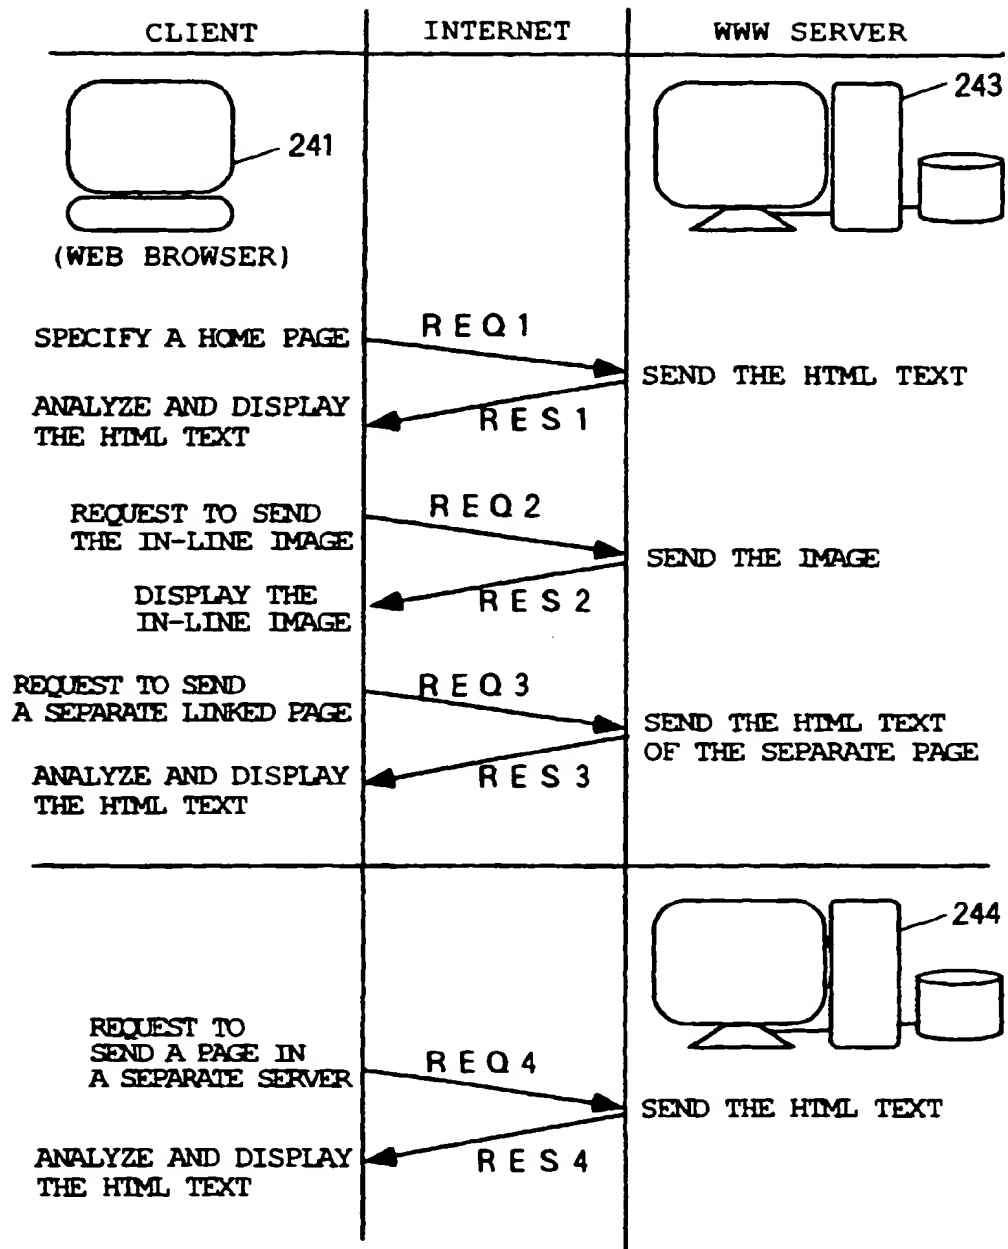 CLIENT
INTERNET
WWW SERVER
241
243
(WEB BROWSER)
SPECIFY A HOME PAGE
REQ1
SEND THE HTML TEXT
ANALYZE AND DISPLAY
THE HTML TEXT
RES1
REQUEST TO SEND
THE IN-LINE IMAGE
REQ2
SEND THE IMAGE
DISPLAY THE
IN-LINE IMAGE
RES2
REQUEST TO SEND
A SEPARATE LINKED PAGE
REQ3
SEND THE HTML TEXT
OF THE SEPARATE PAGE
ANALYZE AND DISPLAY
THE HTML TEXT
RES3
244
REQUEST TO
SEND A PAGE IN
A SEPARATE SERVER
REQ4
SEND THE HTML TEXT
ANALYZE AND DISPLAY
THE HTML TEXT
RES4